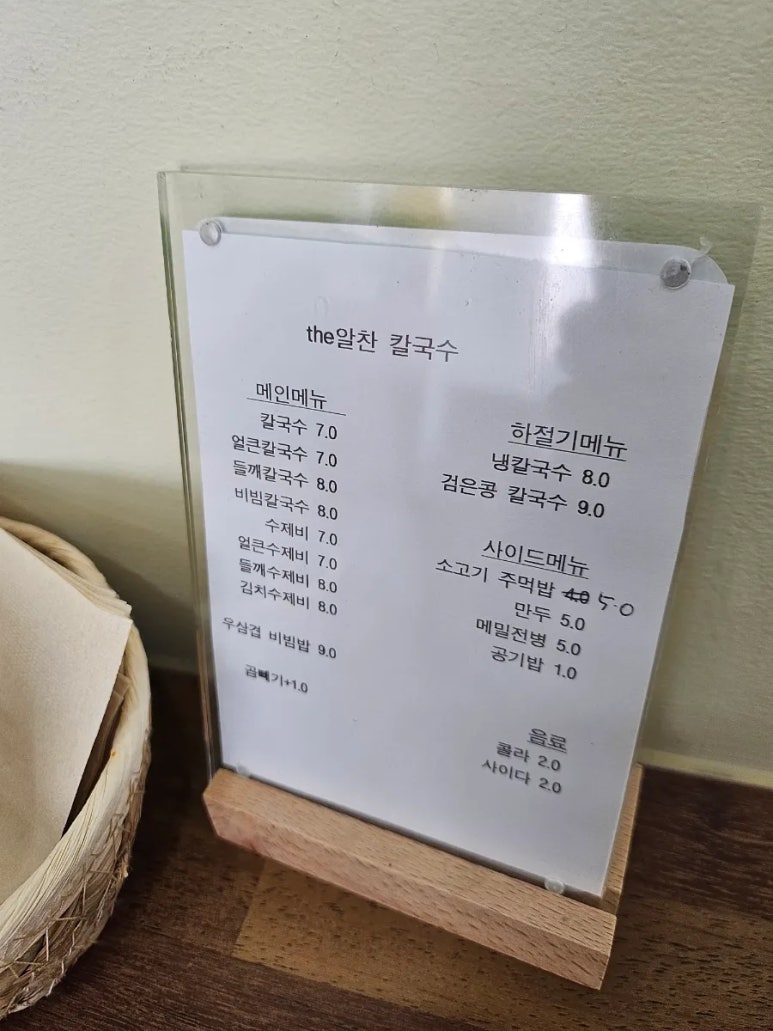 the알찬 칼국수
메인메뉴
칼국수 7.0
얼큰칼국수 7.0
들깨칼국수 8.0
비빔칼국수 8.0
수제비 7.0
얼큰수제비 7.0
들깨수제비 8.0
김치수제비 8.0
우삼겹 비빔밥 9.0
곱빼기+1.0
하절기메뉴
냉칼국수 8.0
검은콩 칼국수 9.0
사이드메뉴
소고기 주먹밥 4.0 5.0
만두 5.0
메밀전병 5.0
공기밥 1.0
음료
콜라 2.0
사이다 2.0